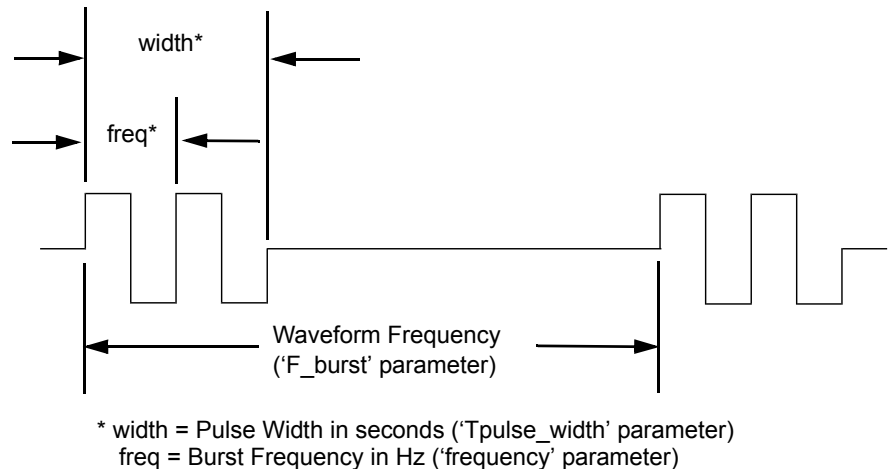 width*
freq*
Waveform Frequency
(‘F_burst’ parameter)
* width = Pulse Width in seconds (‘Tpulse_width’ parameter)
freq = Burst Frequency in Hz (‘frequency’ parameter)